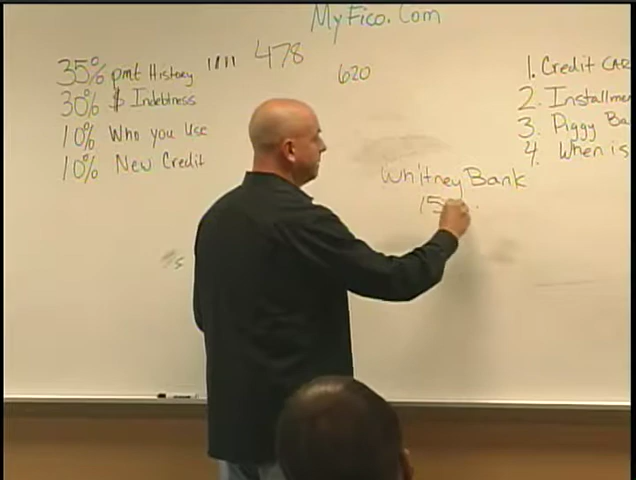 MyFico.Com
35% pmt History
30% $ Indebtness
10% Who you Use
10% New Credit
478
620
1. Credit CAR
2. Installmen
3. Piggy Ba
4. When is
Whitney Bank
15